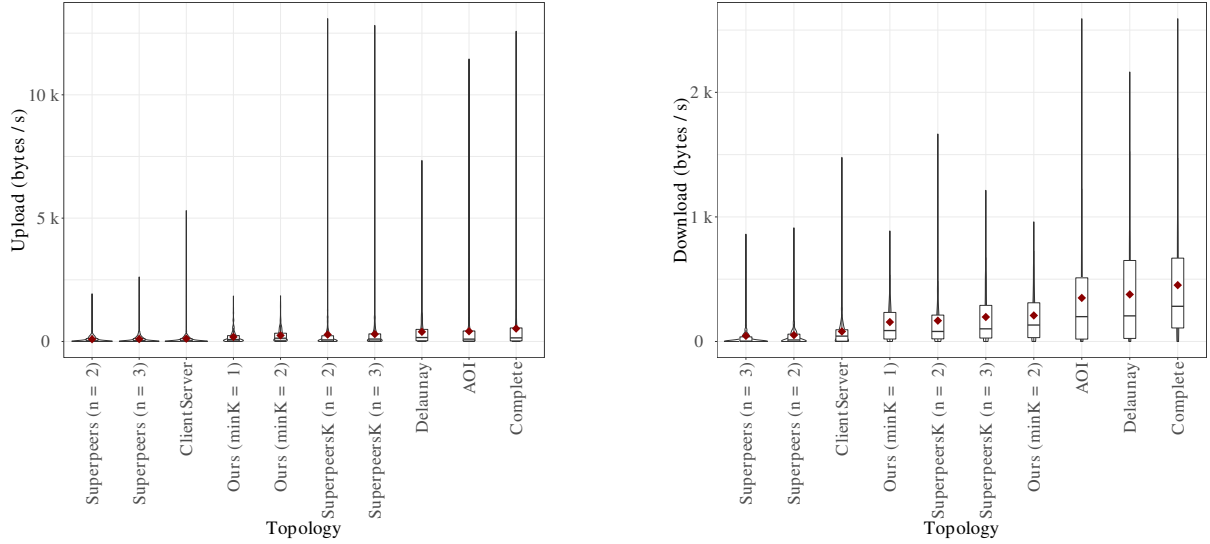 Upload (bytes / s)
10 k
5 k
0
Superpeers (n = 2)
Superpeers (n = 3)
ClientServer
Ours (minK = 1)
Ours (minK = 2)
SuperpeersK (n = 2)
SuperpeersK (n = 3)
Delaunay
AOI
Complete
Topology
Download (bytes / s)
2 k
1 k
0
Superpeers (n = 3)
Superpeers (n = 2)
ClientServer
Ours (minK = 1)
SuperpeersK (n = 2)
SuperpeersK (n = 3)
Ours (minK = 2)
AOI
Delaunay
Complete
Topology